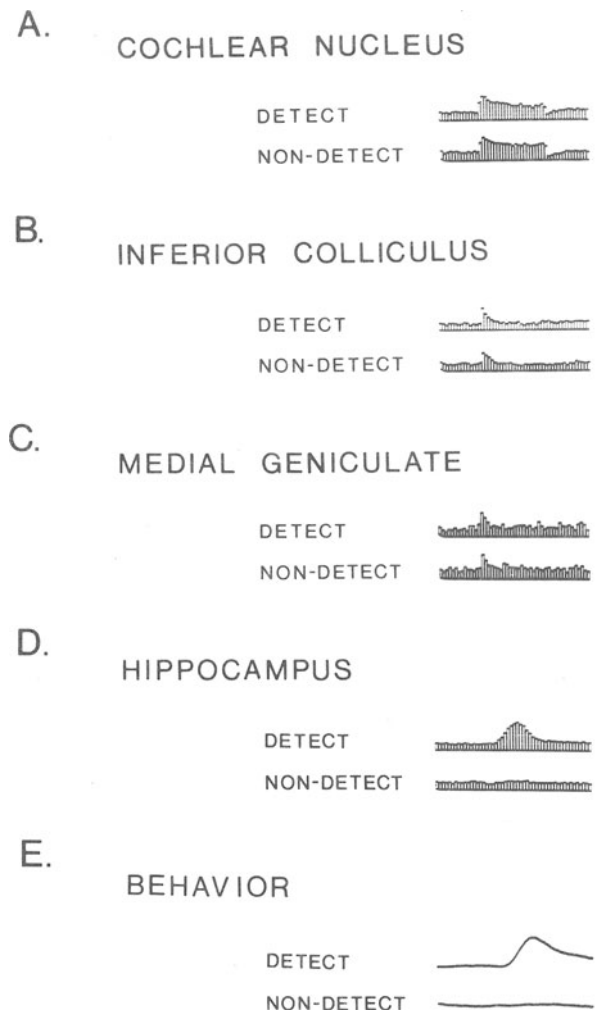 A.
COCHLEAR NUCLEUS
DETECT
NON-DETECT
B.
INFERIOR COLLICULUS
DETECT
NON-DETECT
C.
MEDIAL GENICULATE
DETECT
NON-DETECT
D.
HIPPOCAMPUS
DETECT
NON-DETECT
E.
BEHAVIOR
DETECT
NON-DETECT